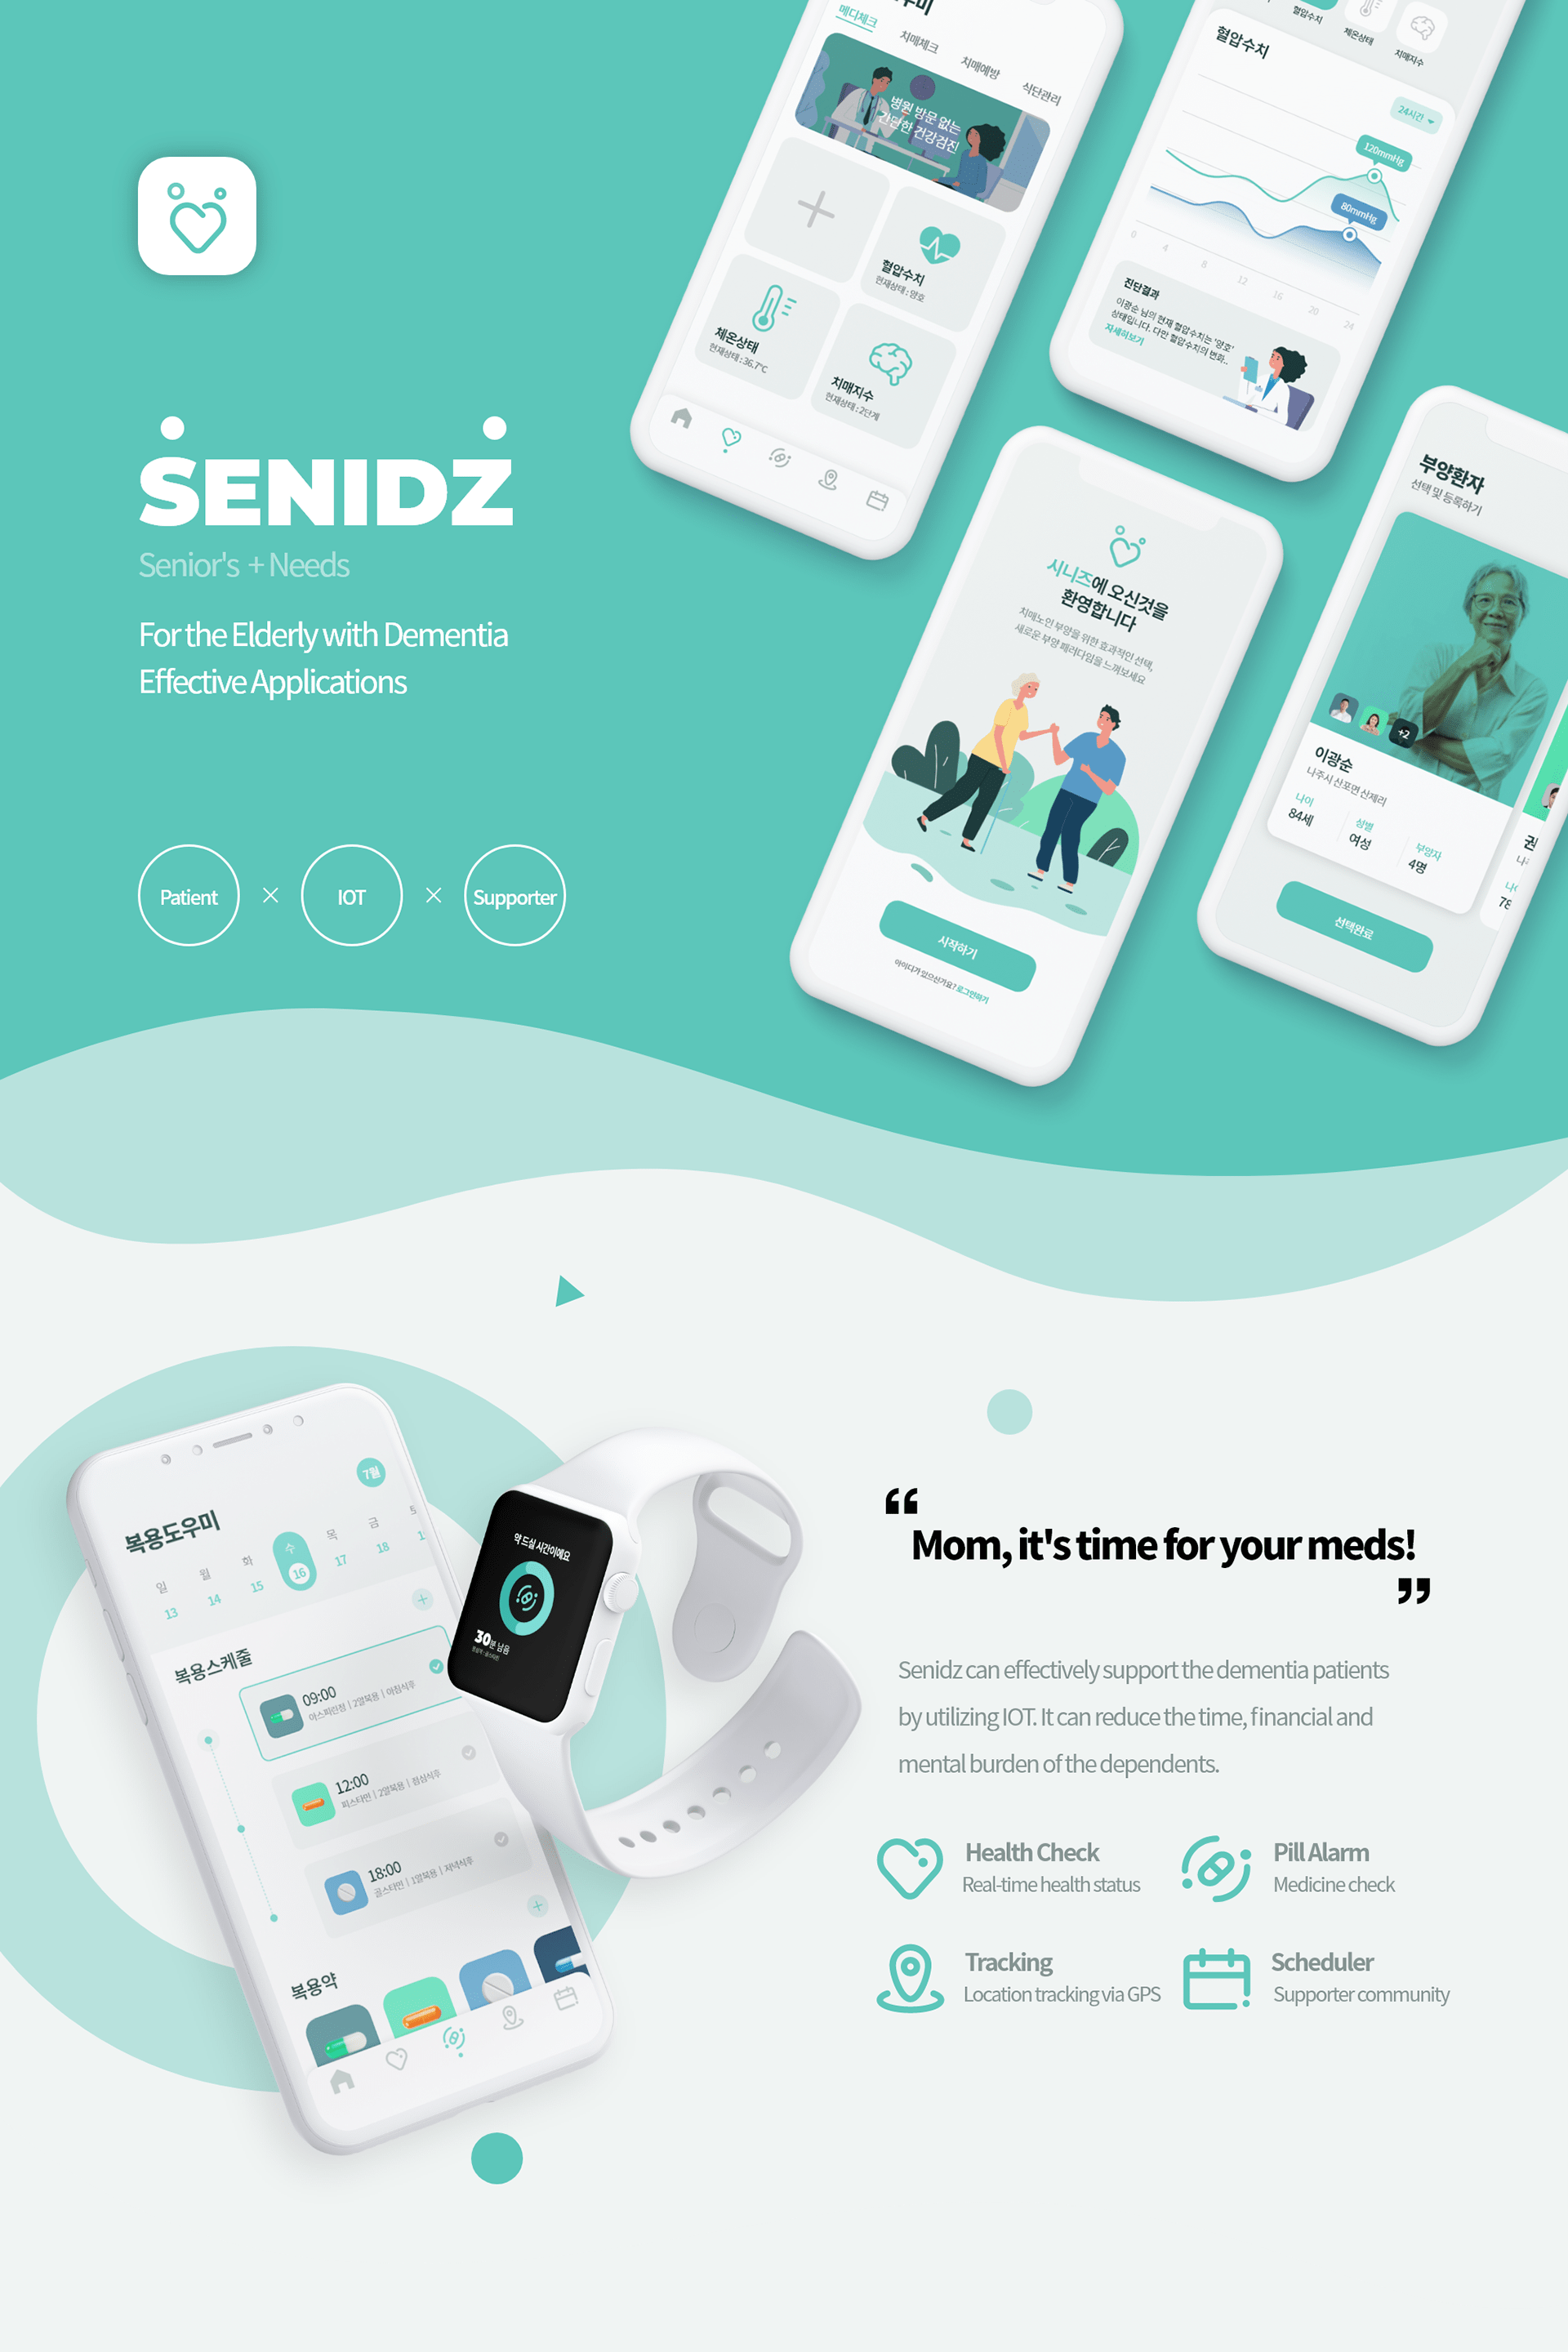 SENIDZ
Senior's + Needs
For the Elderly with Dementia
Effective Applications
Patient
IOT
Supporter
메디체크
치매체크
치매예방
식단관리
병원 방문 없는
간단한 건강검진
혈압수치
현재상태 : 양호
체온상태
현재상태 : 36.7°C
치매지수
현재상태 : 2단계
혈압수치
체온상태
치매지수
혈압수치
24시간
120mmHg
80mmHg
0 4 8 12 16 20 24
진단결과
이광순 님의 현재 혈압수치는 '양호'
상태입니다. 다만 혈압수치의 변화..
자세히보기
시니즈에 오신것을
환영합니다
치매노인 부양을 위한 효과적인 선택,
새로운 부양 패러다임을 느껴보세요
시작하기
아이디가 있으신가요? 로그인하기
부양환자
선택 및 등록하기
+2
이광순
나주시 산포면 산제리
나이
84세
성별
여성
부양자
4명
선택완료
7월
복용도우미
일 월 화 수 목 금
13 14 15 16 17 18
복용스케줄
09:00
아스피린정 | 2알복용 | 아침식후
12:00
피스타민 | 2알복용 | 점심식후
18:00
골스타민 | 1알복용 | 저녁식후
복용약
약 드실 시간이에요
30분 남음
“
Mom, it's time for your meds!
”
Senidz can effectively support the dementia patients
by utilizing IOT. It can reduce the time, financial and
mental burden of the dependents.
Health Check
Real-time health status
Pill Alarm
Medicine check
Tracking
Location tracking via GPS
Scheduler
Supporter community